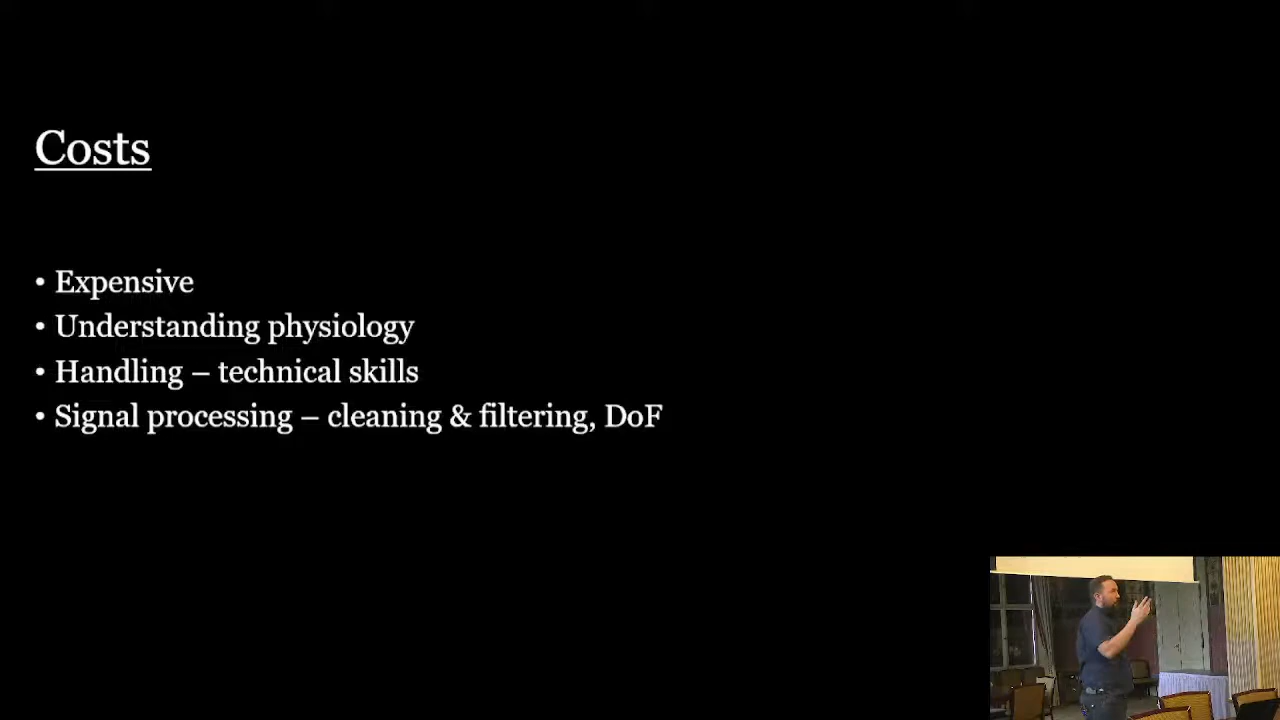 Costs
• Expensive
• Understanding physiology
• Handling – technical skills
• Signal processing – cleaning & filtering, DoF